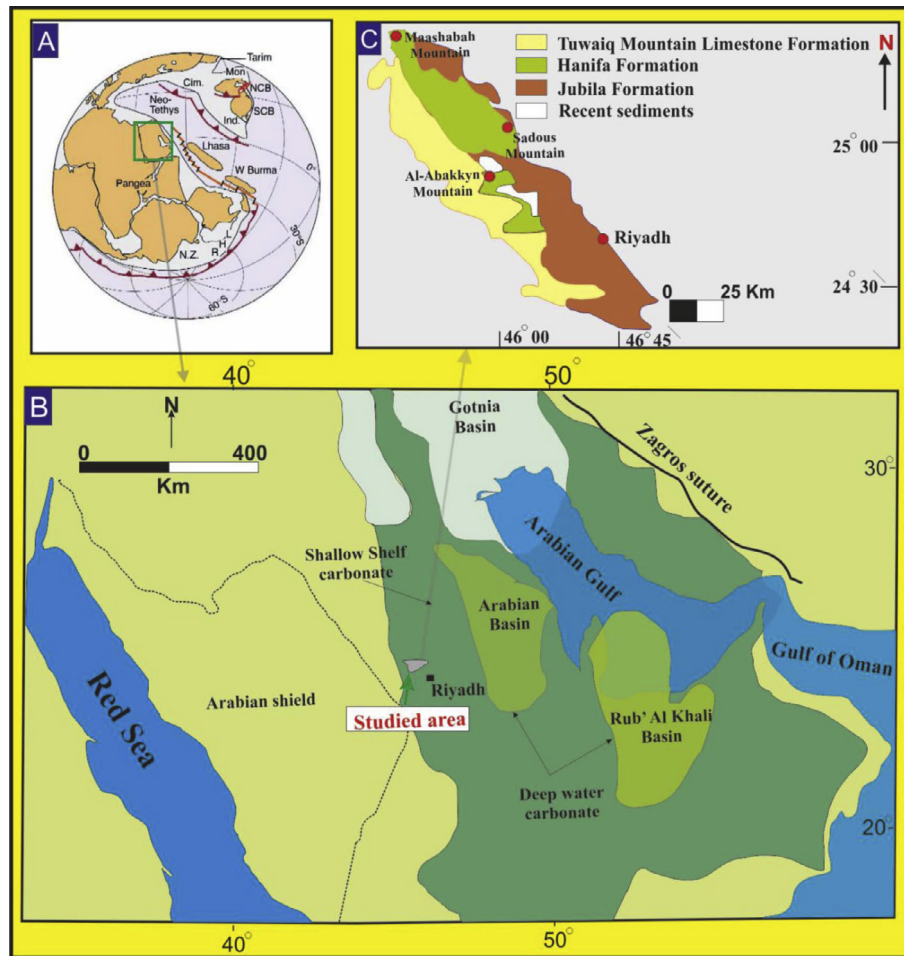 A
Tarim
Mon
NCB
Cim.
SCB
Neo-
Tethys
Ind.
Lhasa
W Burma
0°
Pangea
30°S
L
H
R
N.Z.
60°S
C
Maashabah
Mountain
Tuwaiq Mountain Limestone Formation
Hanifa Formation
Jubila Formation
Recent sediments
N
Sadous
Mountain
25° 00
Al-Abakkyn
Mountain
Riyadh
0 25 Km
24° 30
46° 00
46° 45
40°
50°
B
N
0 400
Km
Gotnia
Basin
Zagros suture
30°
Shallow Shelf
carbonate
Arabian Gulf
Arabian
Basin
Gulf of Oman
Red Sea
Arabian shield
Riyadh
Studied area
Rub' Al Khali
Basin
Deep water
carbonate
20°
40°
50°